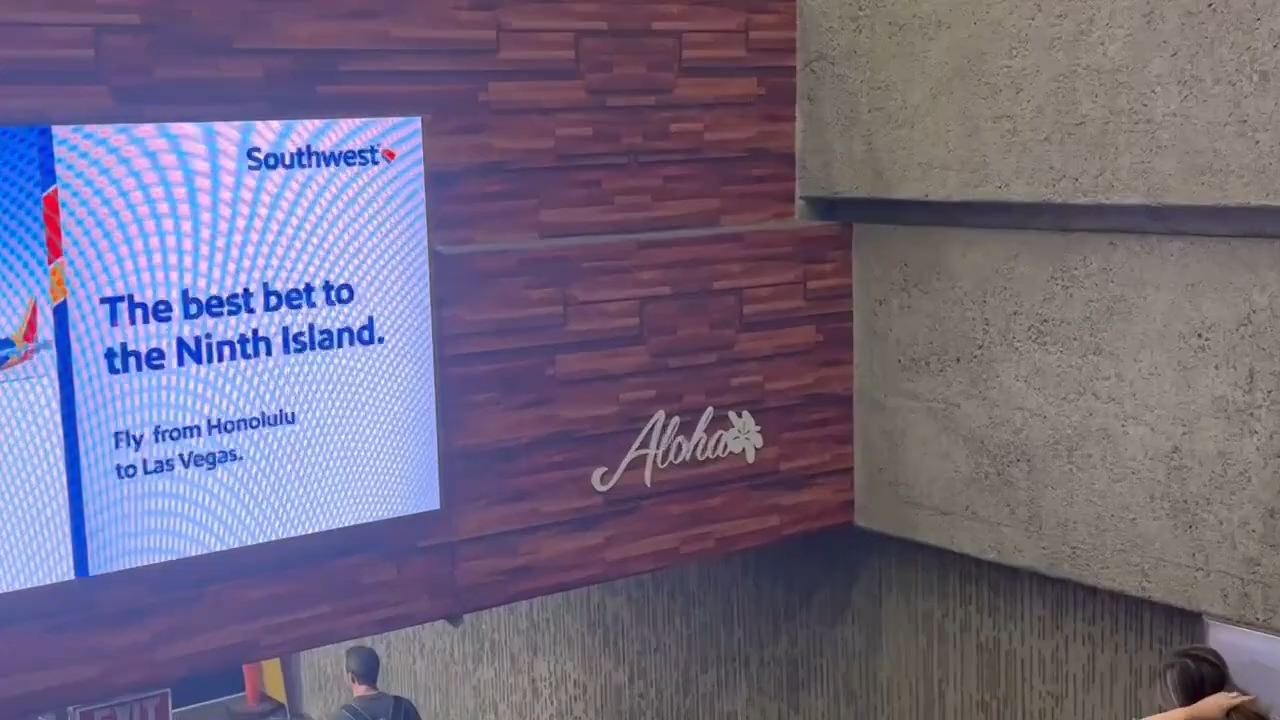 Southwest
The best bet to
the Ninth Island.
Fly from Honolulu
to Las Vegas.
Aloha
EXIT